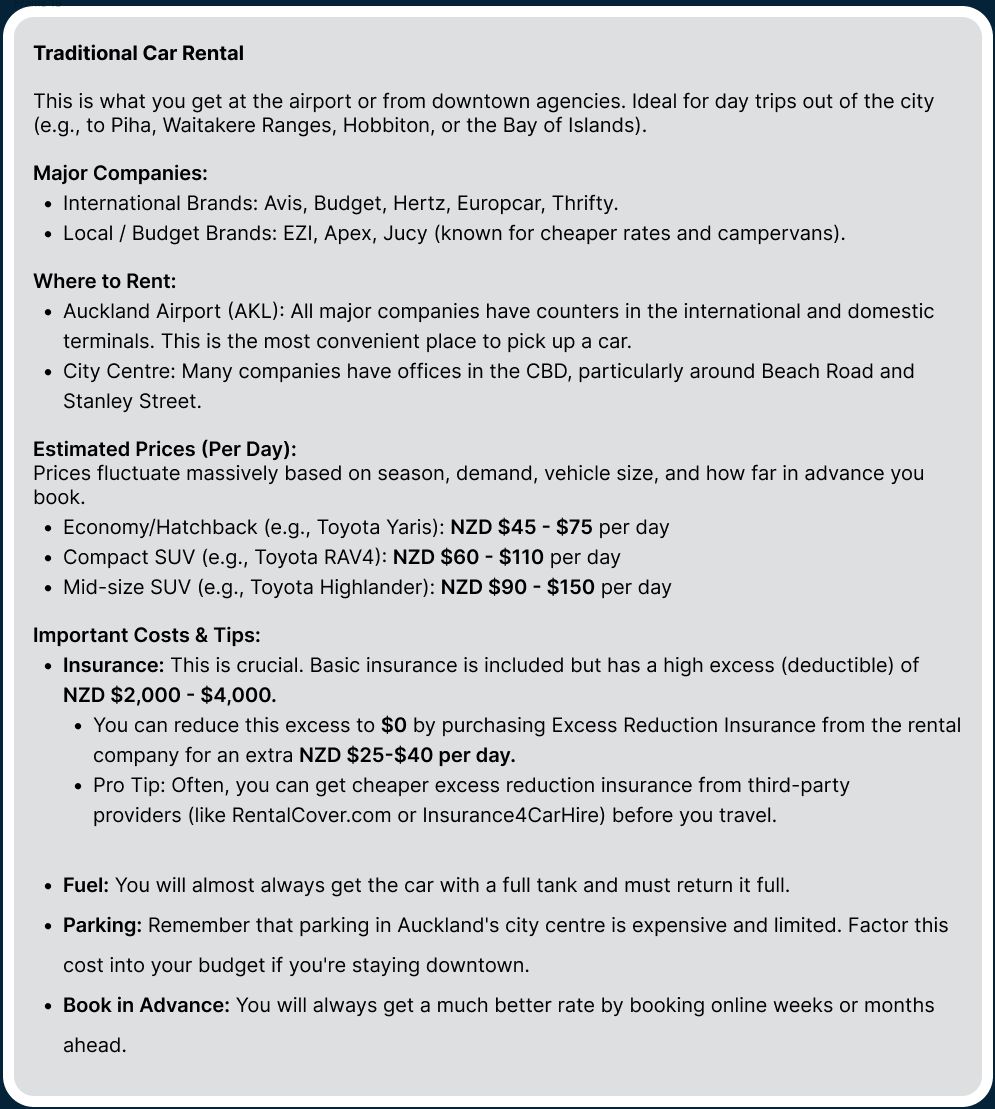 Traditional Car Rental
This is what you get at the airport or from downtown agencies. Ideal for day trips out of the city
(e.g., to Piha, Waitakere Ranges, Hobbiton, or the Bay of Islands).
Major Companies:
• International Brands: Avis, Budget, Hertz, Europcar, Thrifty.
• Local / Budget Brands: EZI, Apex, Jucy (known for cheaper rates and campervans).
Where to Rent:
• Auckland Airport (AKL): All major companies have counters in the international and domestic
terminals. This is the most convenient place to pick up a car.
• City Centre: Many companies have offices in the CBD, particularly around Beach Road and
Stanley Street.
Estimated Prices (Per Day):
Prices fluctuate massively based on season, demand, vehicle size, and how far in advance you
book.
• Economy/Hatchback (e.g., Toyota Yaris): NZD $45 - $75 per day
• Compact SUV (e.g., Toyota RAV4): NZD $60 - $110 per day
• Mid-size SUV (e.g., Toyota Highlander): NZD $90 - $150 per day
Important Costs & Tips:
• Insurance: This is crucial. Basic insurance is included but has a high excess (deductible) of
NZD $2,000 - $4,000.
• You can reduce this excess to $0 by purchasing Excess Reduction Insurance from the rental
company for an extra NZD $25-$40 per day.
• Pro Tip: Often, you can get cheaper excess reduction insurance from third-party
providers (like RentalCover.com or Insurance4CarHire) before you travel.
• Fuel: You will almost always get the car with a full tank and must return it full.
• Parking: Remember that parking in Auckland's city centre is expensive and limited. Factor this
cost into your budget if you're staying downtown.
• Book in Advance: You will always get a much better rate by booking online weeks or months
ahead.